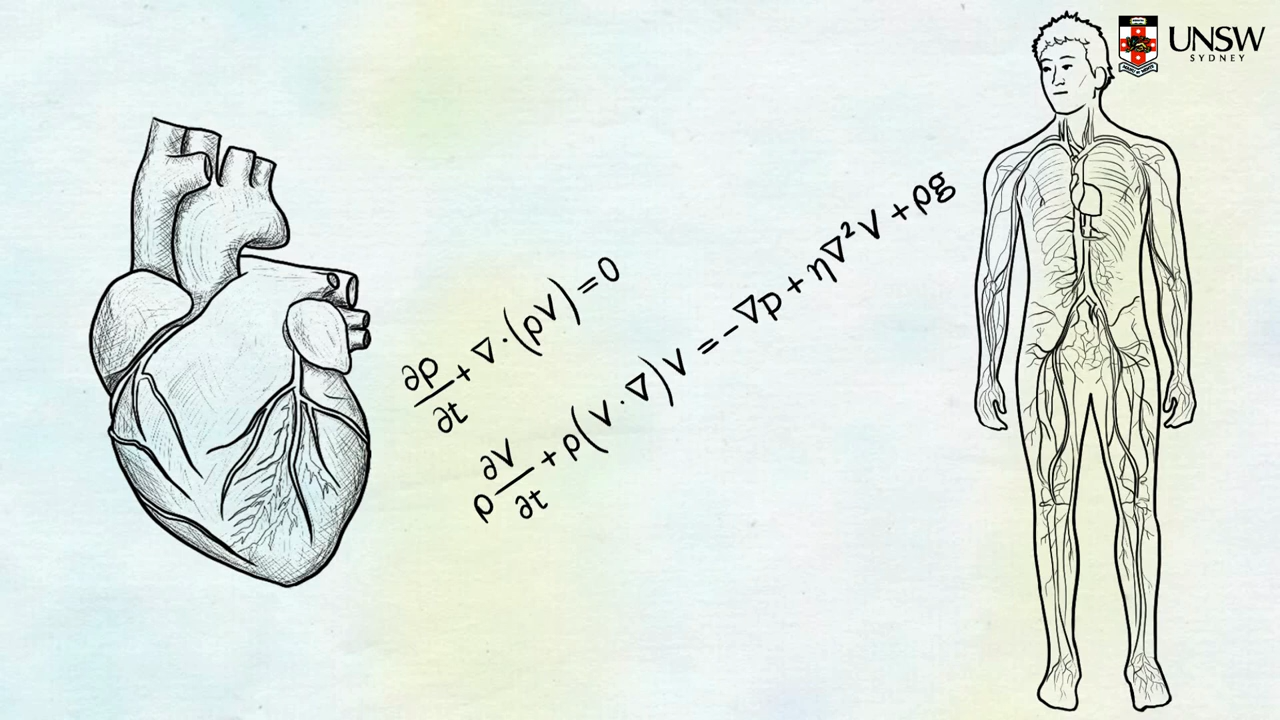 UNSW
SYDNEY
∂ρ/∂t + ∇·(ρV) = 0
ρ ∂V/∂t + ρ(V·∇)V = -∇p + η∇²V + ρg